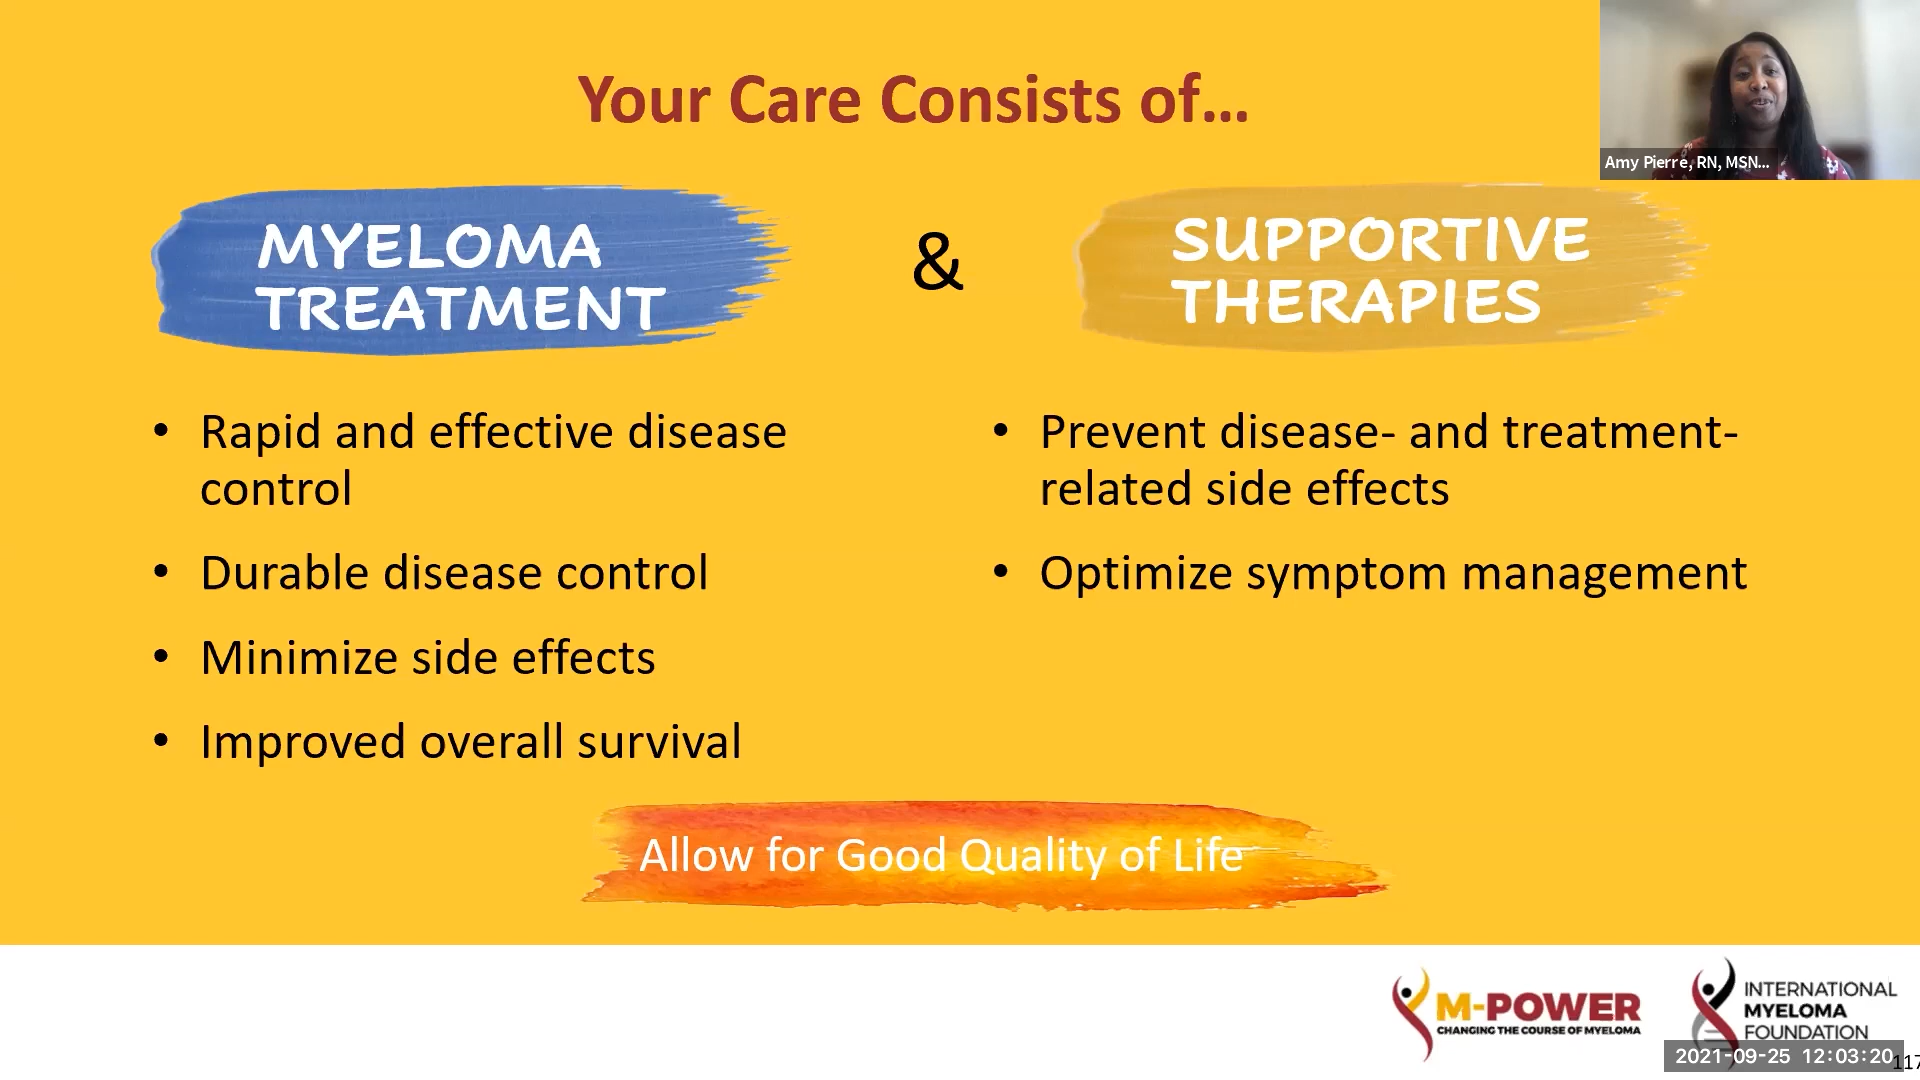 Your Care Consists of...
Amy Pierre, RN, MSN...
MYELOMA
TREATMENT
&
SUPPORTIVE
THERAPIES
• Rapid and effective disease
control
• Durable disease control
• Minimize side effects
• Improved overall survival
• Prevent disease- and treatment-
related side effects
• Optimize symptom management
Allow for Good Quality of Life
M-POWER
CHANGING THE COURSE OF MYELOMA
INTERNATIONAL
MYELOMA
FOUNDATION
2021-09-25 12:03:20
117